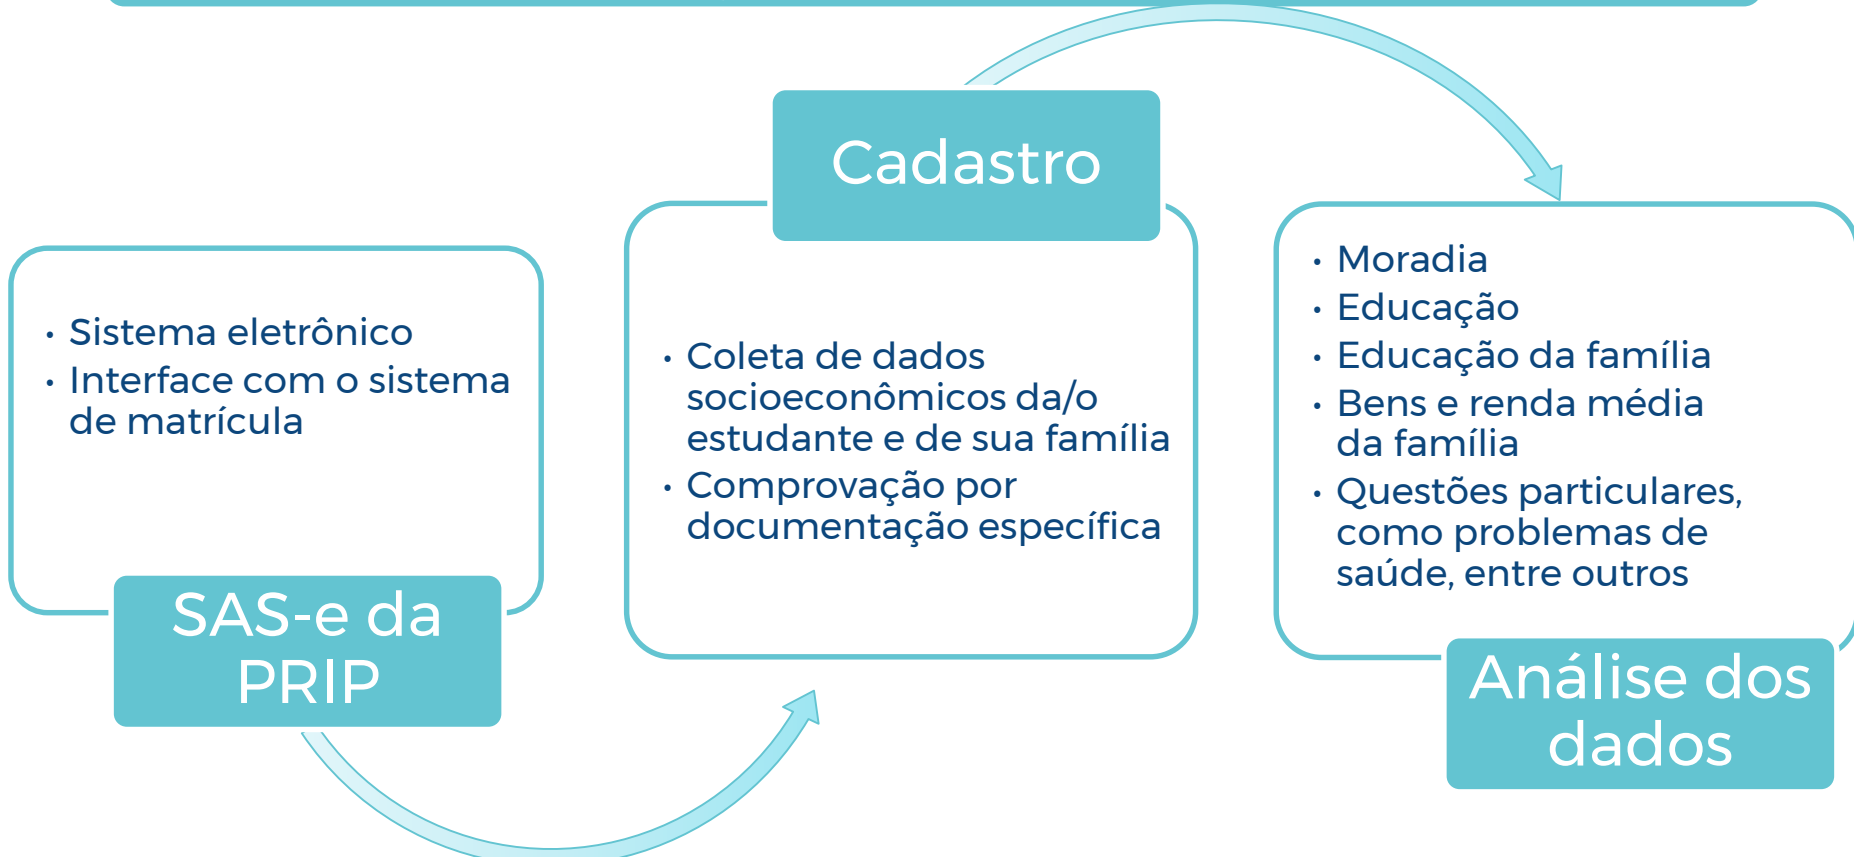 • Sistema eletrônico
• Interface com o sistema
de matrícula
SAS-e da
PRIP
Cadastro
• Coleta de dados
socioeconômicos da/o
estudante e de sua família
• Comprovação por
documentação específica
• Moradia
• Educação
• Educação da família
• Bens e renda média
da família
• Questões particulares,
como problemas de
saúde, entre outros
Análise dos
dados